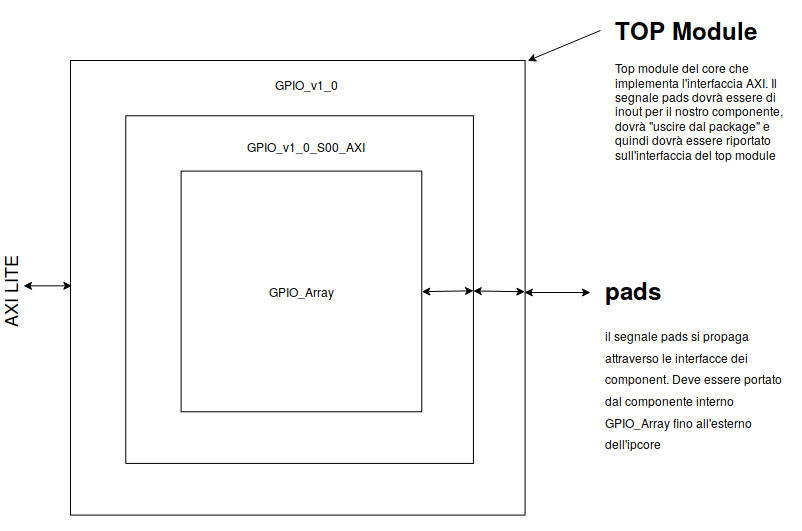 TOP Module
Top module del core che
implementa l'interfaccia AXI. Il
segnale pads dovrà essere di
inout per il nostro componente,
dovrà "uscire dal package" e
quindi dovrà essere riportato
sull'interfaccia del top module
GPIO_v1_0
GPIO_v1_0_S00_AXI
GPIO_Array
AXI LITE
pads
il segnale pads si propaga
attraverso le interfacce dei
component. Deve essere portato
dal componente interno
GPIO_Array fino all'esterno
dell'ipcore